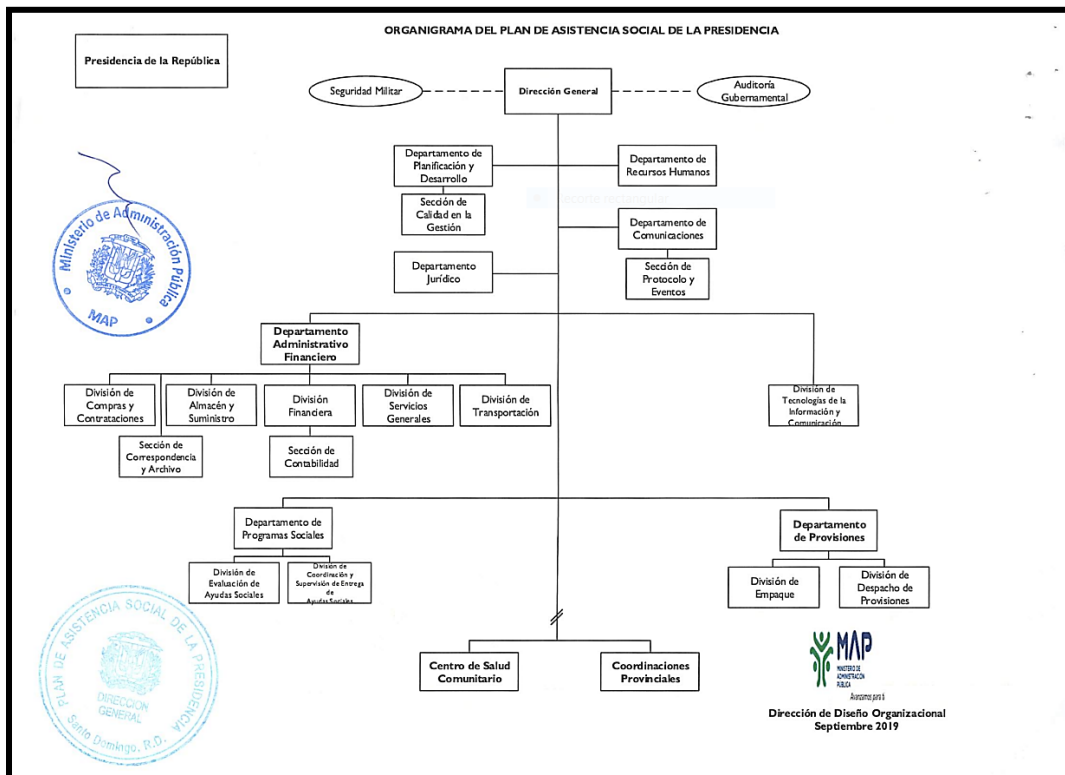 ORGANIGRAMA DEL PLAN DE ASISTENCIA SOCIAL DE LA PRESIDENCIA
Presidencia de la República
Seguridad Militar
Dirección General
Auditoría
Gubernamental
Departamento de
Planificación y
Desarrollo
Departamento de
Recursos Humanos
Sección de
Calidad en la
Gestión
recorte rectangular
Departamento de
Comunicaciones
Departamento
Jurídico
Sección de
Protocolo y
Eventos
Ministerio de Administración Pública
MAP
Departamento
Administrativo
Financiero
División de
Compras y
Contrataciones
División de
Almacén y
Suministro
División
Financiera
División de
Servicios
Generales
División de
Transportación
División de
Tecnologías de la
Información y
Comunicación
Sección de
Correspondencia
y Archivo
Sección de
Contabilidad
Departamento de
Programas Sociales
Departamento
de Provisiones
División de
Evaluación de
Ayudas Sociales
División de
Coordinación y
Supervisión de Entrega
de
Ayudas Sociales
División de
Empaque
División de
Despacho de
Provisiones
PLAN DE ASISTENCIA SOCIAL DE LA PRESIDENCIA
DIRECCION
GENERAL
Santo Domingo, R.D.
Centro de Salud
Comunitario
Coordinaciones
Provinciales
MAP
MINISTERIO DE
ADMINISTRACIÓN
PÚBLICA
Avanzamos para ti
Dirección de Diseño Organizacional
Septiembre 2019